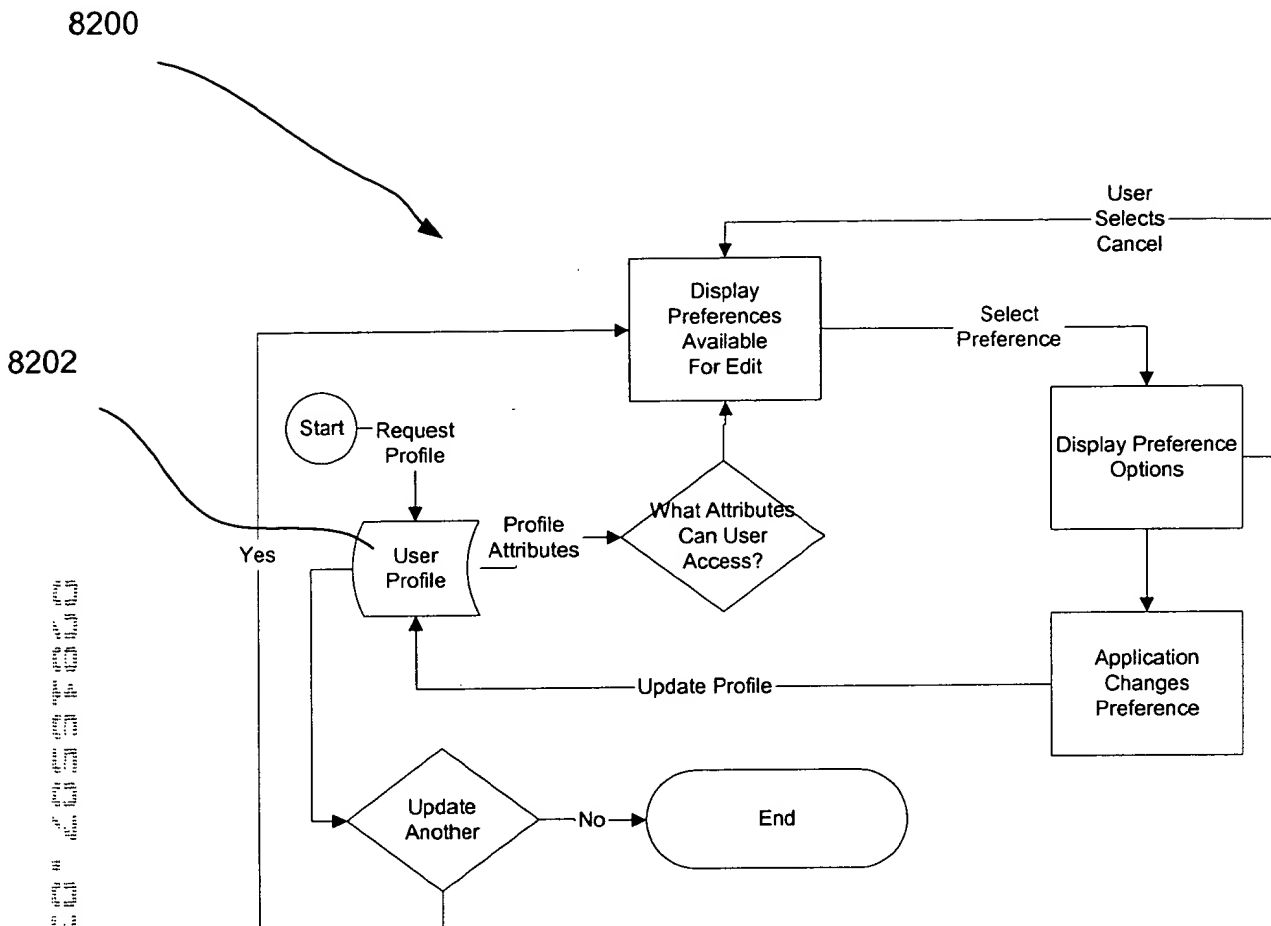 8200
User
Selects
Cancel
Display
Preferences
Available
For Edit
Select
Preference
8202
Start
Request
Profile
Display Preference
Options
What Attributes
Can User
Access?
Profile
Attributes
Yes
User
Profile
Application
Changes
Preference
Update Profile
Update
Another
No
End